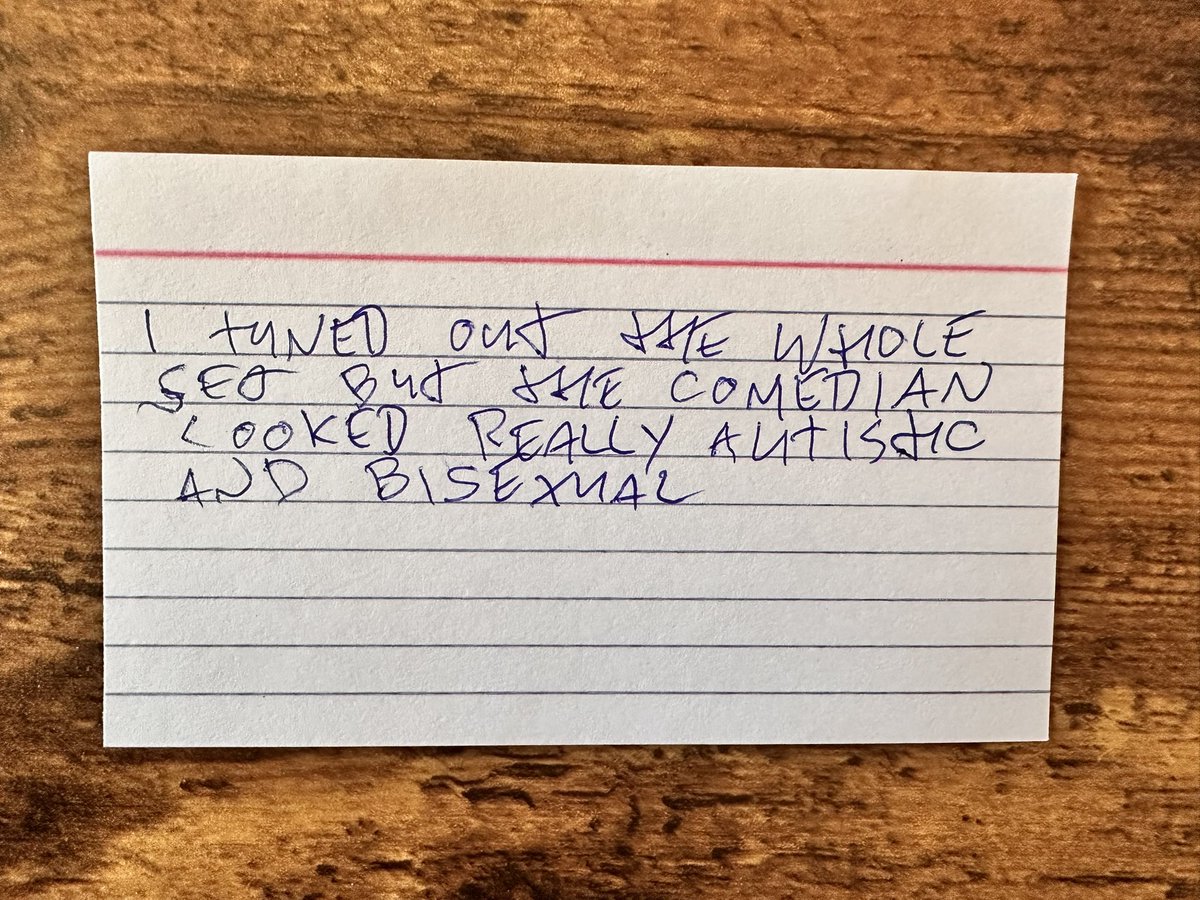 I TUNED OUT THE WHOLE
SET BUT THE COMEDIAN
LOOKED REALLY AUTISTIC
AND BISEXUAL